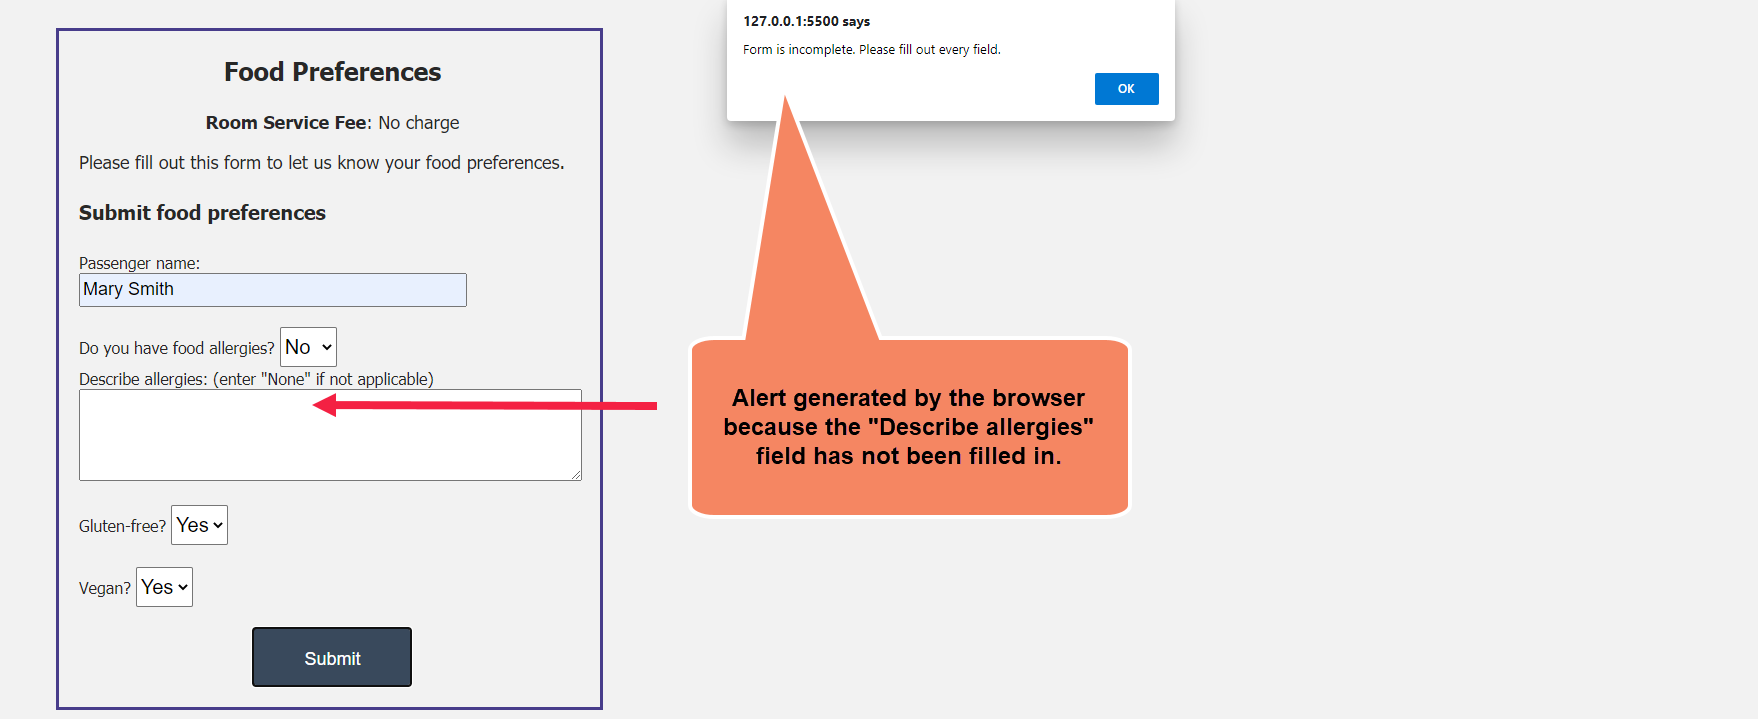 Food Preferences
Room Service Fee: No charge
Please fill out this form to let us know your food preferences.
Submit food preferences
Passenger name:
Mary Smith
Do you have food allergies? No
Describe allergies: (enter "None" if not applicable)
Gluten-free? Yes
Vegan? Yes
Submit
127.0.0.1:5500 says
Form is incomplete. Please fill out every field.
OK
Alert generated by the browser
because the "Describe allergies"
field has not been filled in.